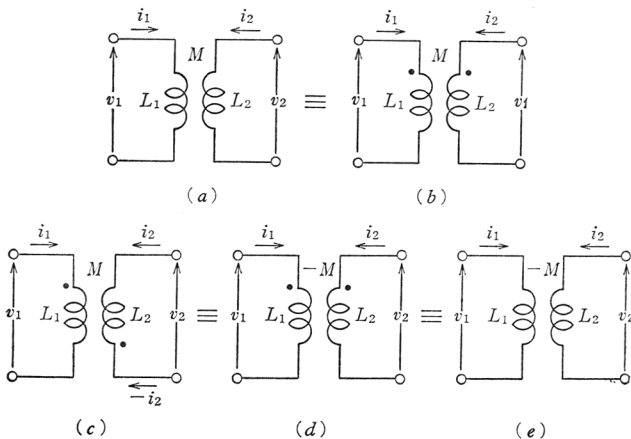 i1 i2 i1 i2
M M
v1 L1 L2 v2 ≡ v1 L1 L2 v1
(a) (b)
i1 i2 i1 i2 i1 i2
M −M −M
v1 L1 L2 v2 ≡ v1 L1 L2 v2 ≡ v1 L1 L2 v2
−i2
(c) (d) (e)